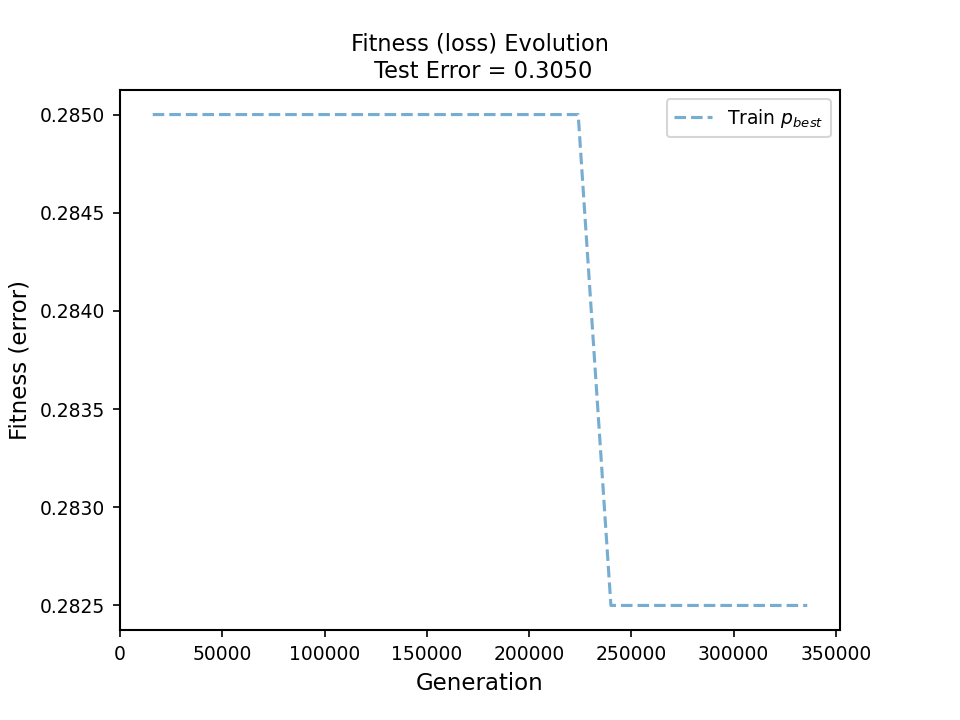 Fitness (loss) Evolution
Test Error = 0.3050
Train p_best
Fitness (error)
0.2850
0.2845
0.2840
0.2835
0.2830
0.2825
0 50000 100000 150000 200000 250000 300000 350000
Generation